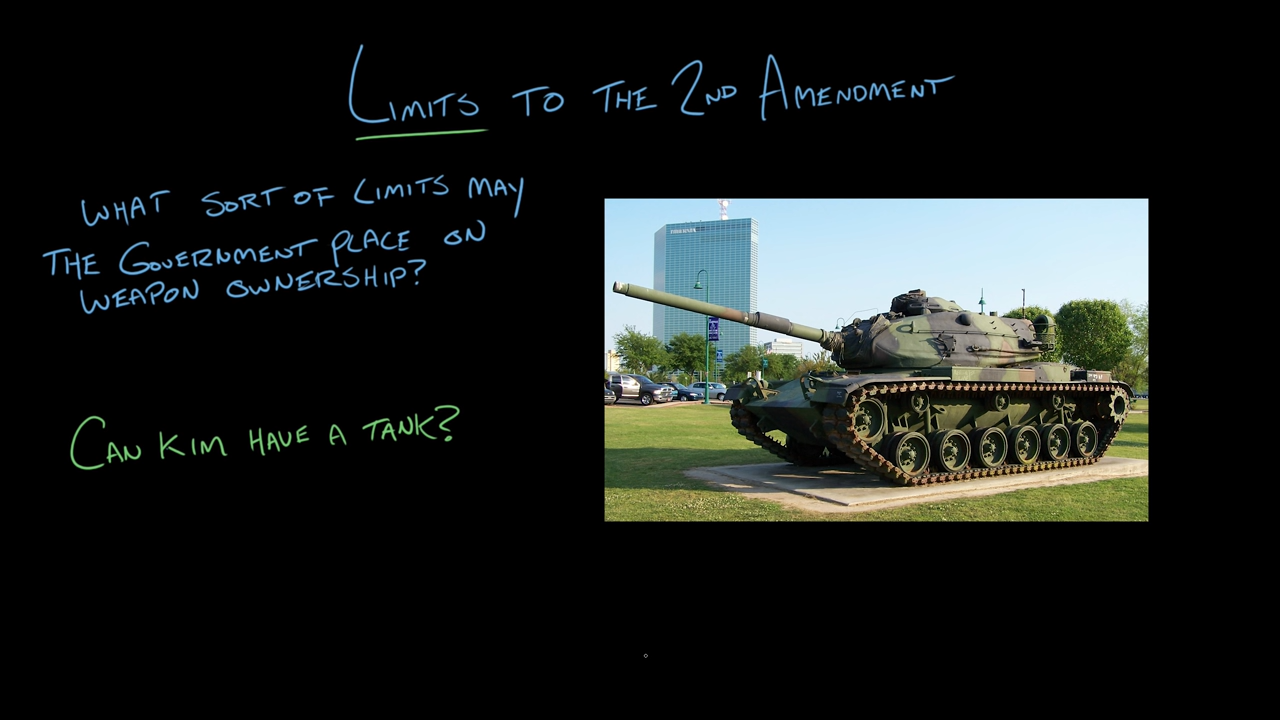 LIMITS TO THE 2ND AMENDMENT
WHAT SORT OF LIMITS MAY
THE GOVERNMENT PLACE ON
WEAPON OWNERSHIP?
CAN KIM HAVE A TANK?